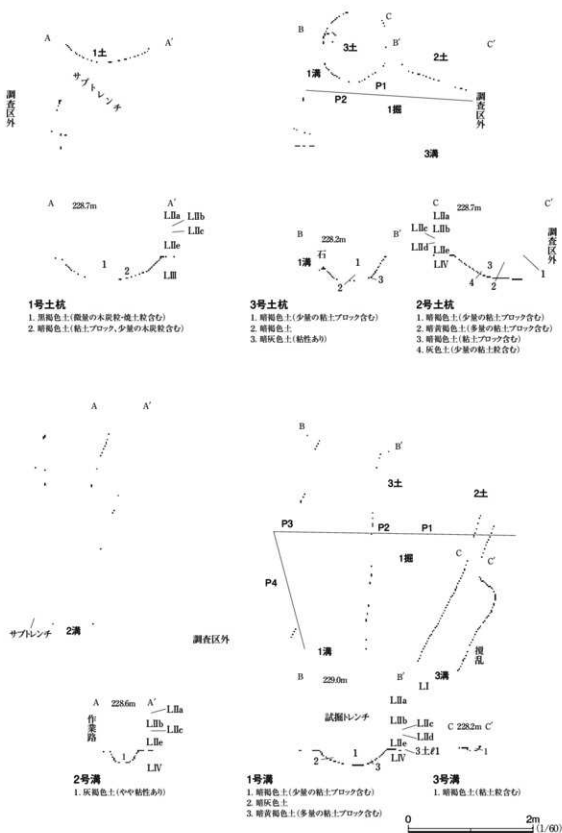 A
A'
1土
サブトレンチ
調査区外
B
C
3土
B'
C'
2土
1溝
P1
P2
1掘
調査区外
3溝
A
228.7m
A'
LⅡa
LⅡb
LⅡc
LⅡe
LⅢ
1
2
B
228.2m
B'
1溝
石
1
2
3
C
228.7m
C'
LⅡa
LⅡc
LⅡb
LⅡd
LⅡe
LⅣ
調査区外
3
4
2
1
1号土杭
1. 黒褐色土(微量の木炭粒・焼土粒含む)
2. 暗褐色土(粘土ブロック、少量の木炭粒含む)
3号土杭
1. 暗褐色土(少量の粘土ブロック含む)
2. 暗褐色土
3. 暗灰色土(粘性あり)
2号土杭
1. 暗褐色土(少量の粘土ブロック含む)
2. 暗黄褐色土(多量の粘土ブロック含む)
3. 暗褐色土(粘土ブロック含む)
4. 灰色土(少量の粘土粒含む)
A
A'
サブトレンチ
2溝
調査区外
B
B'
3土
2土
P3
P2
P1
1掘
C
C'
P4
1溝
3溝
撹乱
A
228.6m
A'
作業路
LⅡa
LⅡb
LⅡc
LⅡe
LⅣ
1
2号溝
1. 灰褐色土(やや粘性あり)
B
229.0m
B'
LⅠ
LⅡa
試掘トレンチ
LⅡb
LⅡc
LⅡd
LⅡe
LⅣ
3土ℓ1
1
2
3
1号溝
1. 暗褐色土(少量の粘土ブロック含む)
2. 暗灰色土
3. 暗黄褐色土(多量の粘土ブロック含む)
C
228.2m
C'
1
3号溝
1. 暗褐色土(粘土粒含む)
0
2m
(1/60)